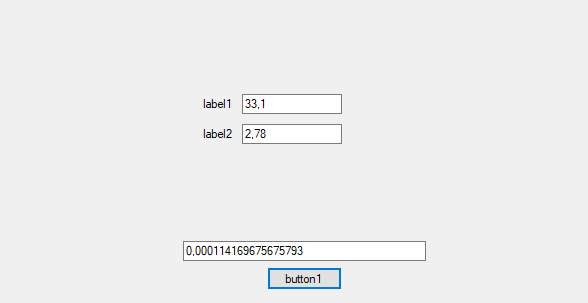 label1 33,1
label2 2,78
0,000114169675675793
button1